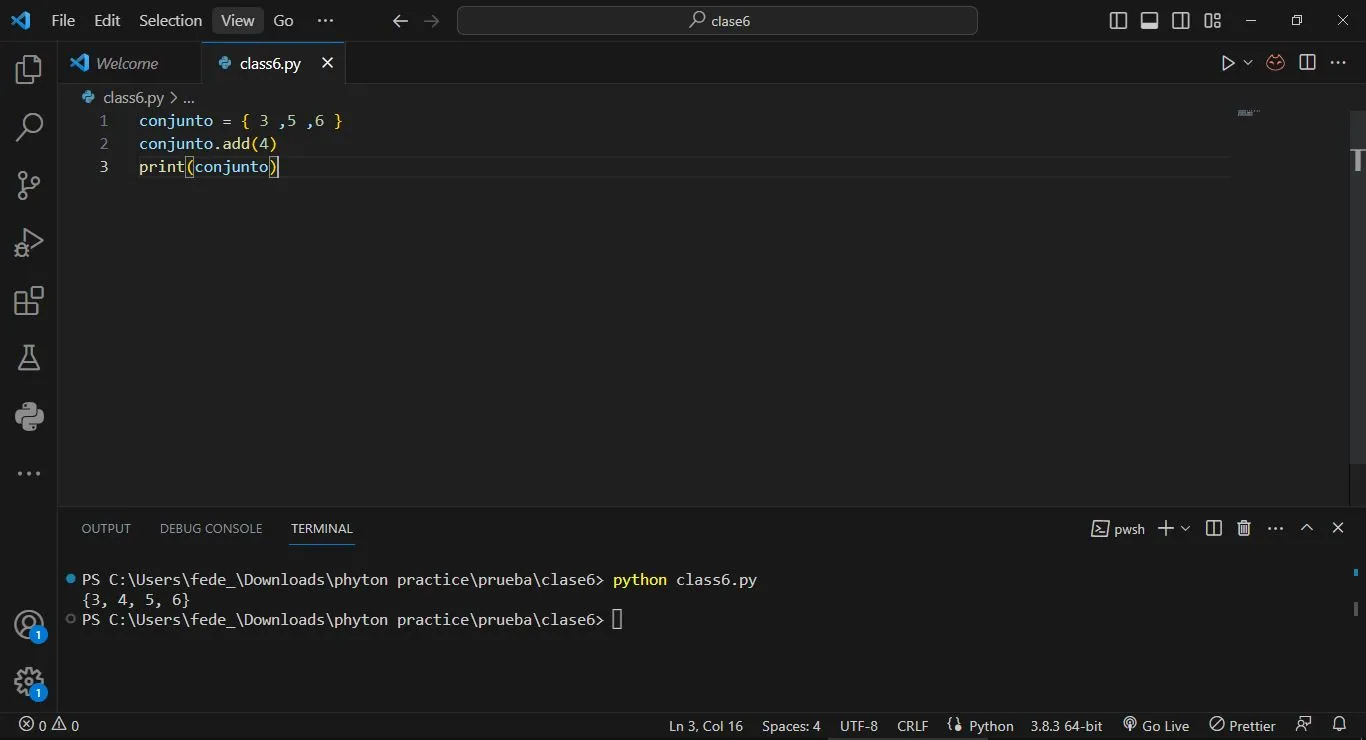 File Edit Selection View Go ··· clase6
Welcome class6.py
class6.py > ...
1 conjunto = { 3 ,5 ,6 }
2 conjunto.add(4)
3 print(conjunto)
OUTPUT DEBUG CONSOLE TERMINAL pwsh
PS C:\Users\fede_\Downloads\phyton practice\prueba\clase6> python class6.py
{3, 4, 5, 6}
PS C:\Users\fede_\Downloads\phyton practice\prueba\clase6>
1
1
0 0 Ln 3, Col 16 Spaces: 4 UTF-8 CRLF Python 3.8.3 64-bit Go Live Prettier